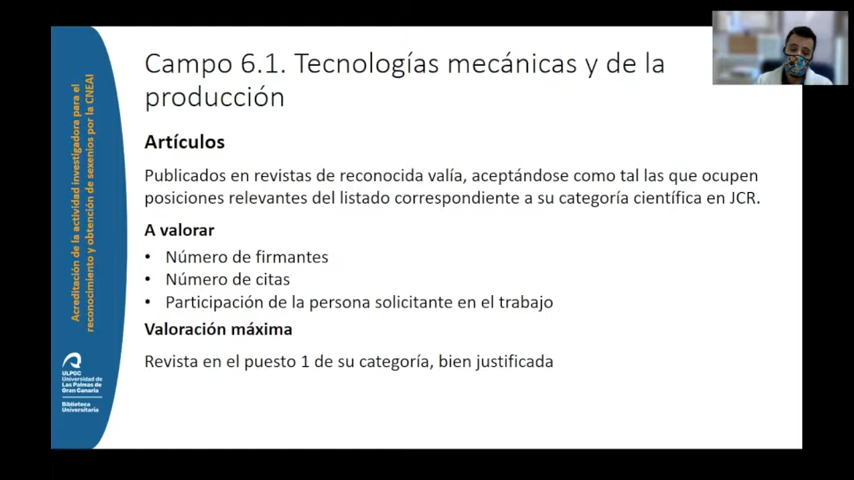 Campo 6.1. Tecnologías mecánicas y de la
producción
Artículos
Publicados en revistas de reconocida valía, aceptándose como tal las que ocupen
posiciones relevantes del listado correspondiente a su categoría científica en JCR.
A valorar
• Número de firmantes
• Número de citas
• Participación de la persona solicitante en el trabajo
Valoración máxima
Revista en el puesto 1 de su categoría, bien justificada
Acreditación de la actividad investigadora para el
reconocimiento y obtención de sexenios por la CNEAI
ULPGC
Universidad de
Las Palmas de
Gran Canaria
Biblioteca
Universitaria